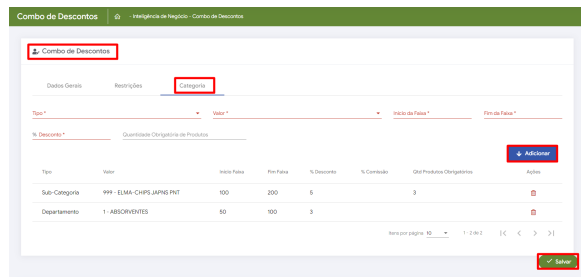 Combo de Descontos - Inteligência de Negócio - Combo de Descontos
Combo de Descontos
Dados Gerais Restrições Categoria
Tipo * Valor * Início da Faixa * Fim da Faixa *
% Desconto * Quantidade Obrigatória de Produtos
Adicionar
Tipo Valor Início Faixa Fim Faixa % Desconto % Comissão Qtd Produtos Obrigatórios Ações
Sub-Categoria 999 - ELMA-CHIPS JAPNS PNT 100 200 5 3
Departamento 1 - ABSORVENTES 50 100 3
Itens por página 10 1 - 2 de 2
Salvar